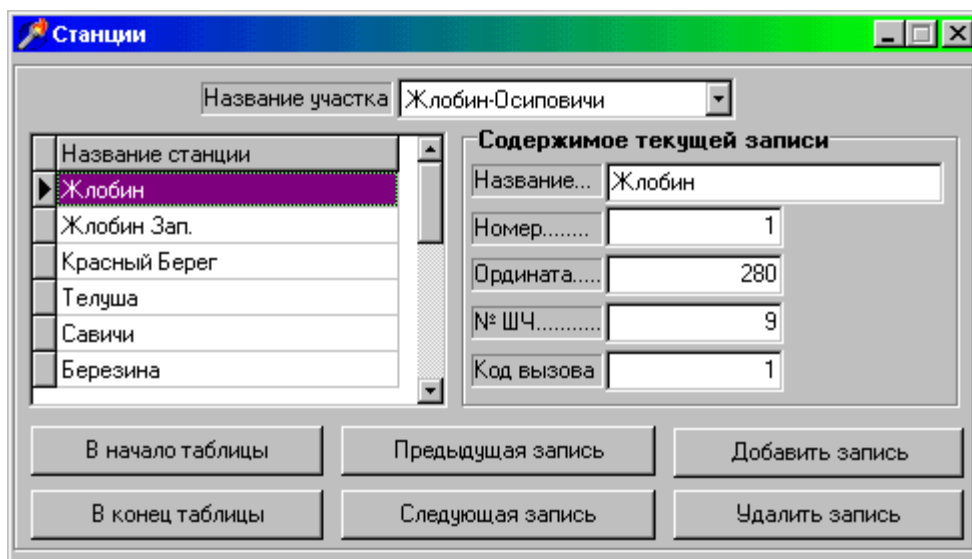 Станции
Название участка Жлобин-Осиповичи
Название станции
Жлобин
Жлобин Зап.
Красный Берег
Телуша
Савичи
Березина
Содержимое текущей записи
Название... Жлобин
Номер........ 1
Ордината..... 280
№ ШЧ........... 9
Код вызова 1
В начало таблицы Предыдущая запись Добавить запись
В конец таблицы Следующая запись Удалить запись